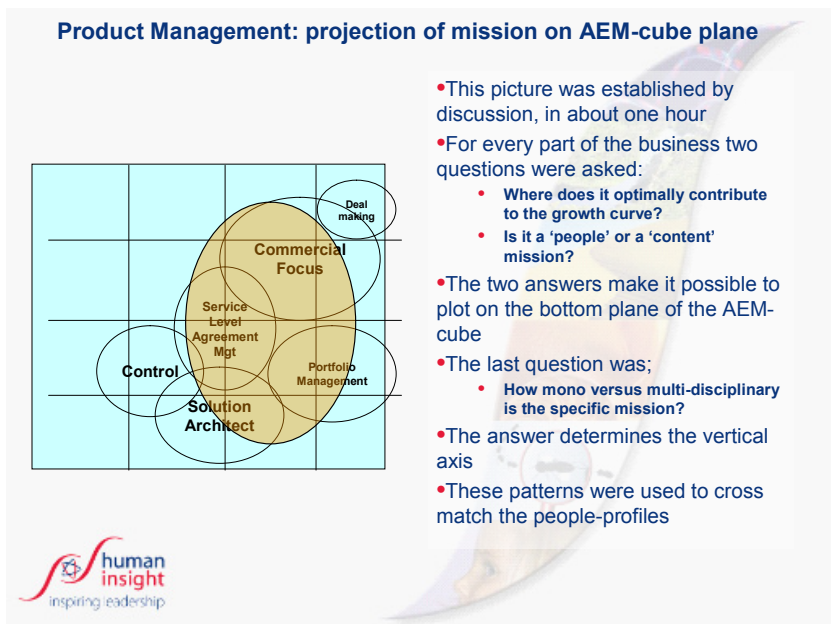 Product Management: projection of mission on AEM-cube plane
•This picture was established by
discussion, in about one hour
•For every part of the business two
questions were asked:
• Where does it optimally contribute
to the growth curve?
• Is it a ‘people’ or a ‘content’
mission?
•The two answers make it possible to
plot on the bottom plane of the AEM-
cube
•The last question was;
• How mono versus multi-disciplinary
is the specific mission?
•The answer determines the vertical
axis
•These patterns were used to cross
match the people-profiles
Deal
making
Commercial
Focus
Service
Level
Agreement
Mgt
Control
Portfolio
Management
Solution
Architect
human
insight
inspiring leadership